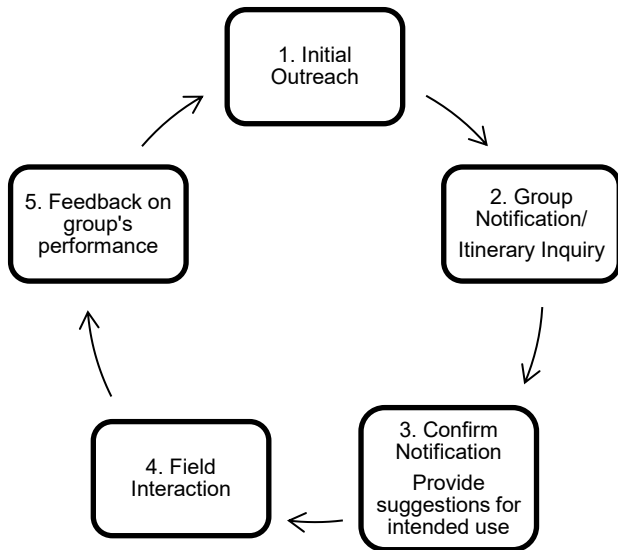 1. Initial
Outreach
2. Group
Notification/
Itinerary Inquiry
3. Confirm
Notification
Provide
suggestions for
intended use
4. Field
Interaction
5. Feedback on
group's
performance